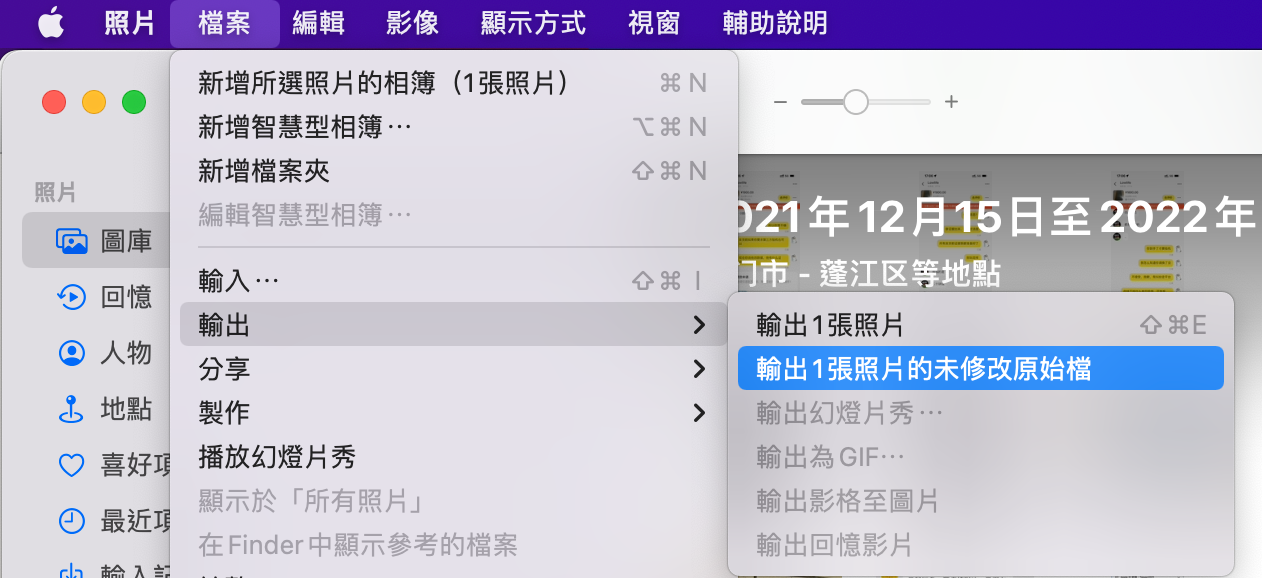 照片 檔案 編輯 影像 顯示方式 視窗 輔助說明
新增所選照片的相簿（1張照片） ⌘ N
新增智慧型相簿⋯ ⌥ ⌘ N
新增檔案夾 ⇧ ⌘ N
編輯智慧型相簿⋯
輸入⋯ ⇧ ⌘ I
輸出
分享
製作
播放幻燈片秀
顯示於「所有照片」
在Finder中顯示參考的檔案
照片
圖庫
回憶
人物
地點
喜好項
最近項
輸入
021年12月15日至2022年
门市 - 蓬江区等地點
輸出1張照片 ⇧⌘E
輸出1張照片的未修改原始檔
輸出幻燈片秀⋯
輸出為GIF⋯
輸出影格至圖片
輸出回憶影片